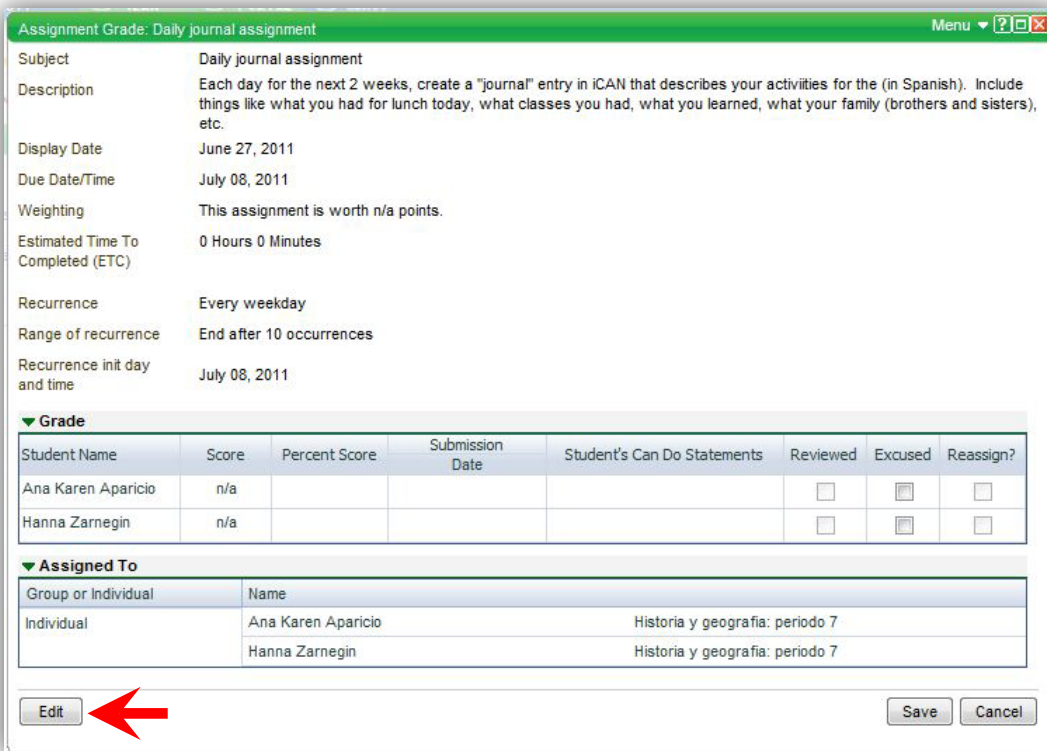 Assignment Grade: Daily journal assignment Menu ?
Subject Daily journal assignment
Description Each day for the next 2 weeks, create a "journal" entry in iCAN that describes your activiities for the (in Spanish). Include
things like what you had for lunch today, what classes you had, what you learned, what your family (brothers and sisters),
etc.
Display Date June 27, 2011
Due Date/Time July 08, 2011
Weighting This assignment is worth n/a points.
Estimated Time To 0 Hours 0 Minutes
Completed (ETC)
Recurrence Every weekday
Range of recurrence End after 10 occurrences
Recurrence init day
and time July 08, 2011
Grade
Student Name Score Percent Score Submission Date Student's Can Do Statements Reviewed Excused Reassign?
Ana Karen Aparicio n/a
Hanna Zarnegin n/a
Assigned To
Group or Individual Name
Individual Ana Karen Aparicio Historia y geografia: periodo 7
Hanna Zarnegin Historia y geografia: periodo 7
Edit Save Cancel